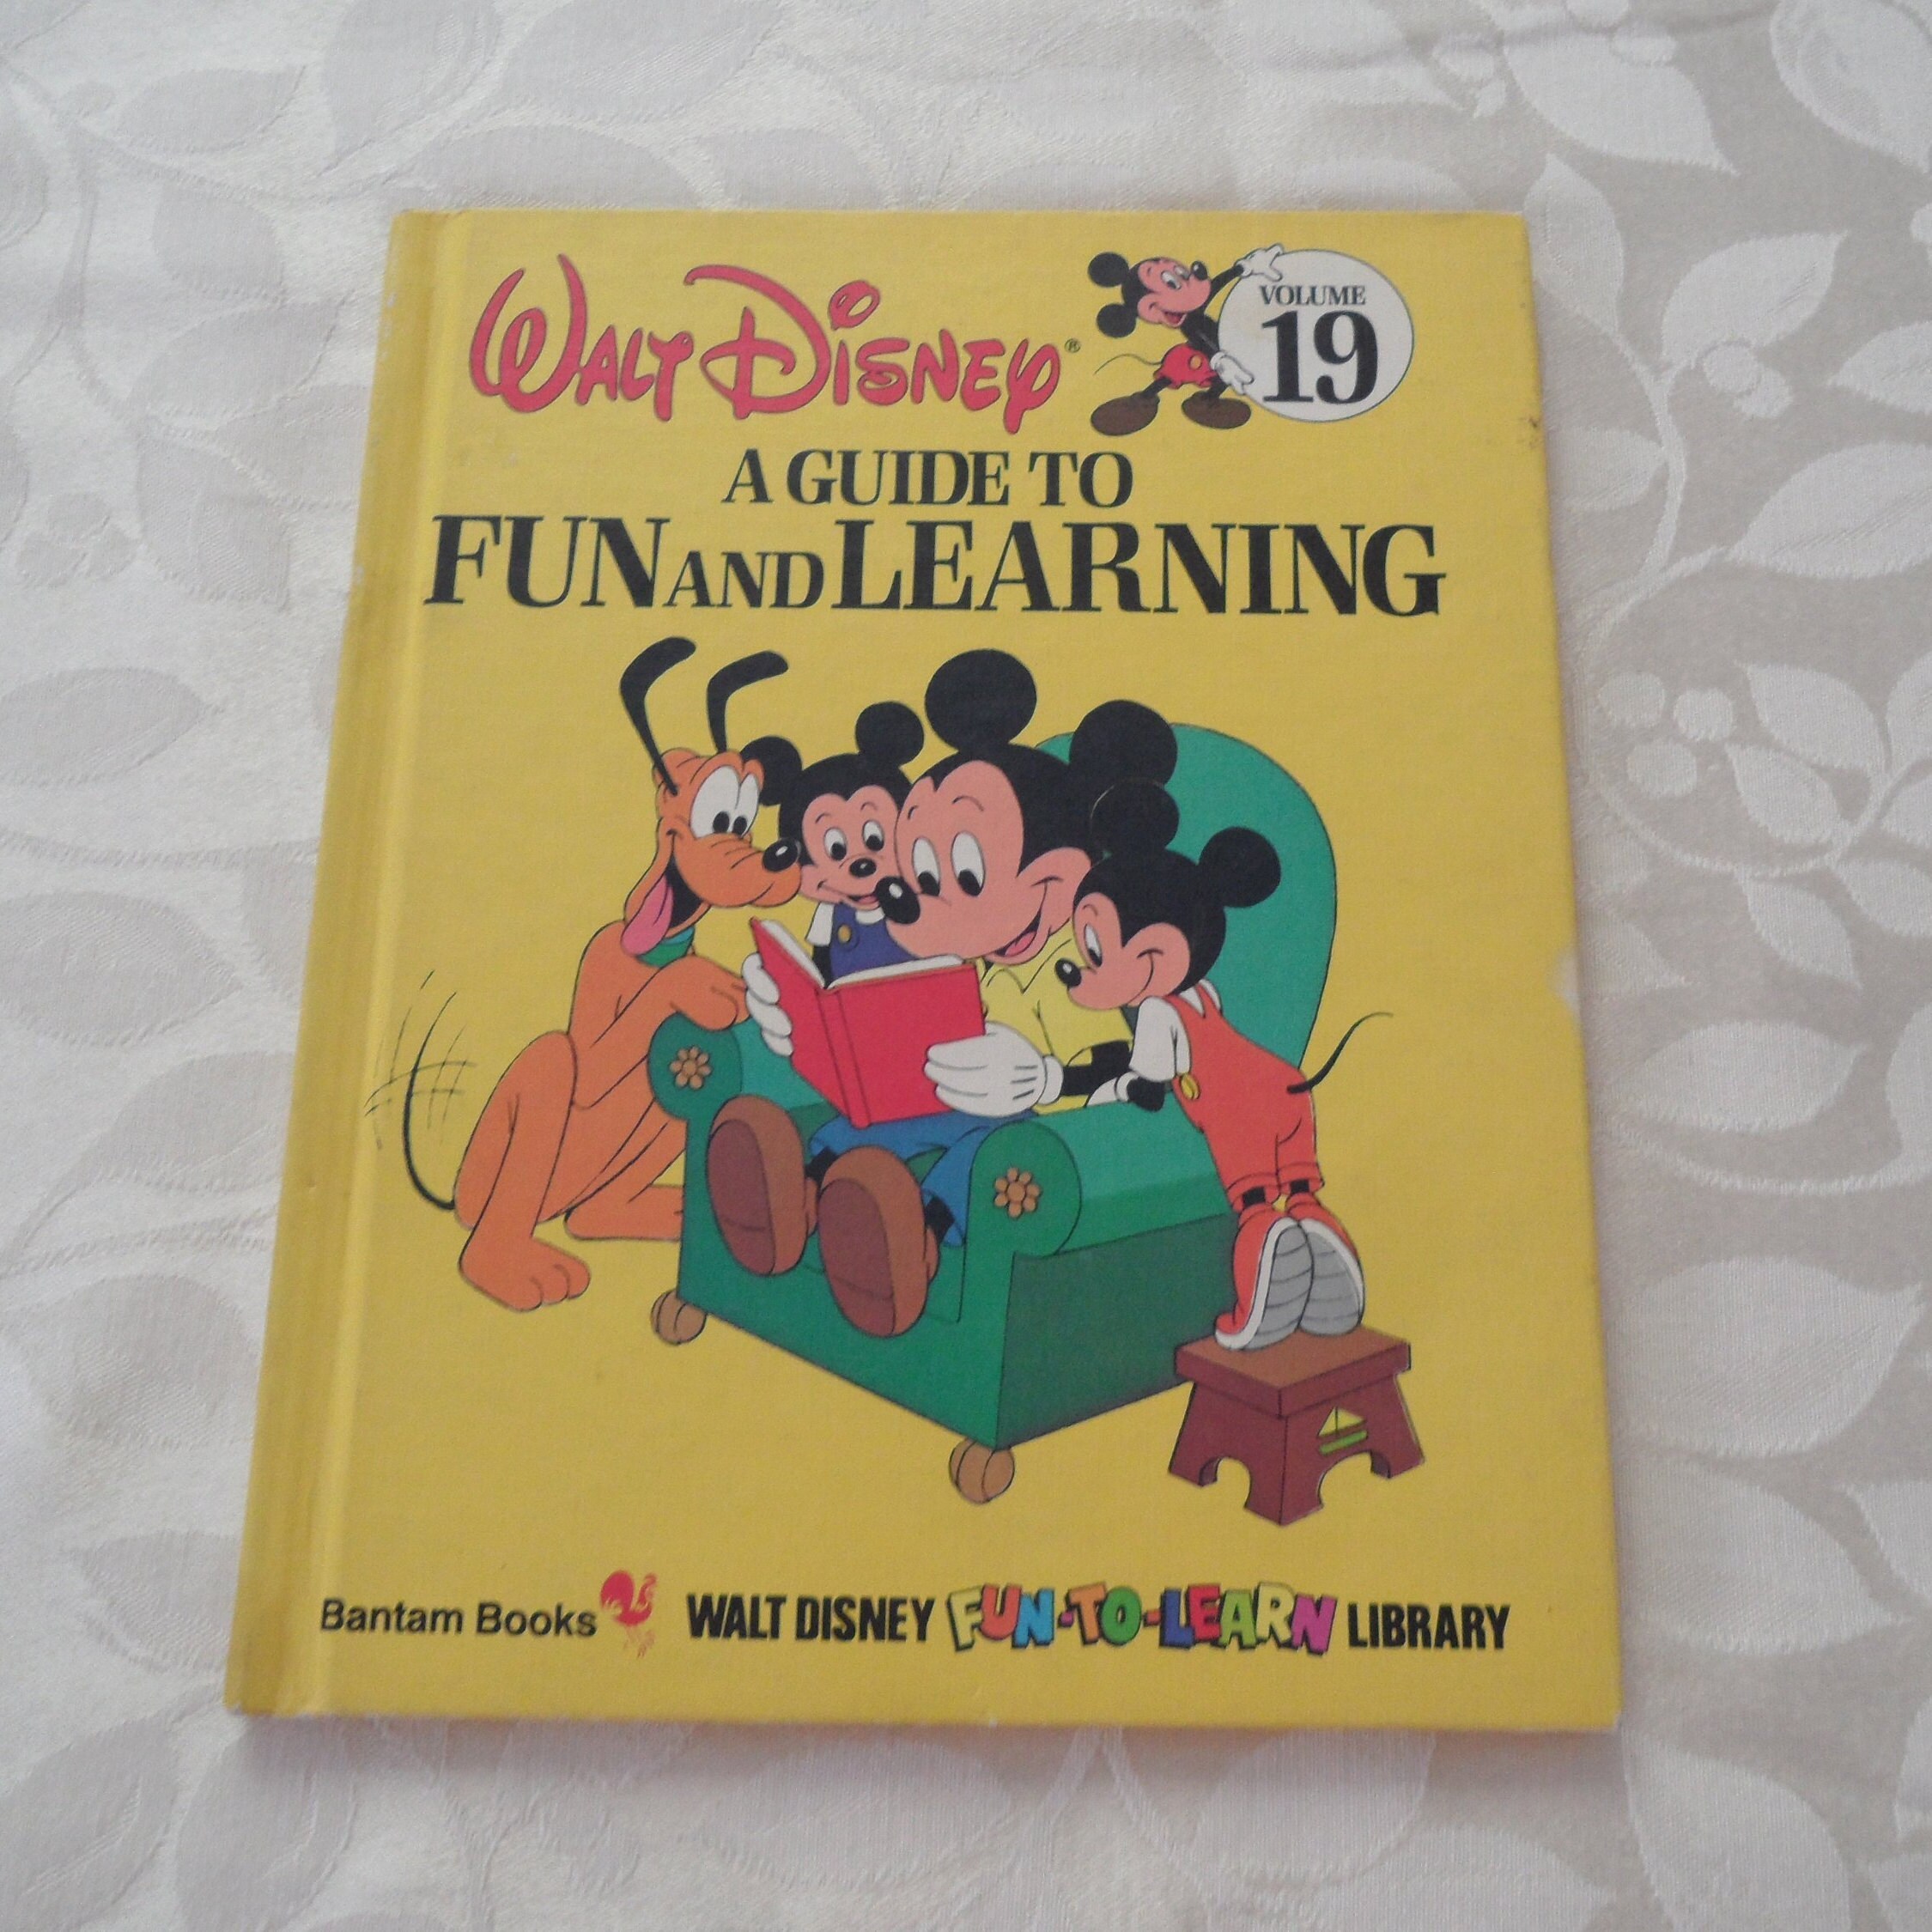 WALT DISNEY®
VOLUME
19
A GUIDE TO
FUN AND LEARNING
Bantam Books WALT DISNEY FUN-TO-LEARN LIBRARY